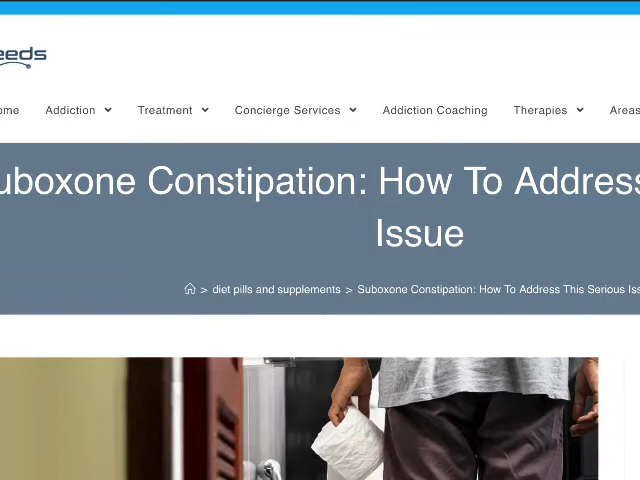 eeds
ome Addiction Treatment Concierge Services Addiction Coaching Therapies Areas
uboxone Constipation: How To Address
Issue
> diet pills and supplements > Suboxone Constipation: How To Address This Serious Iss